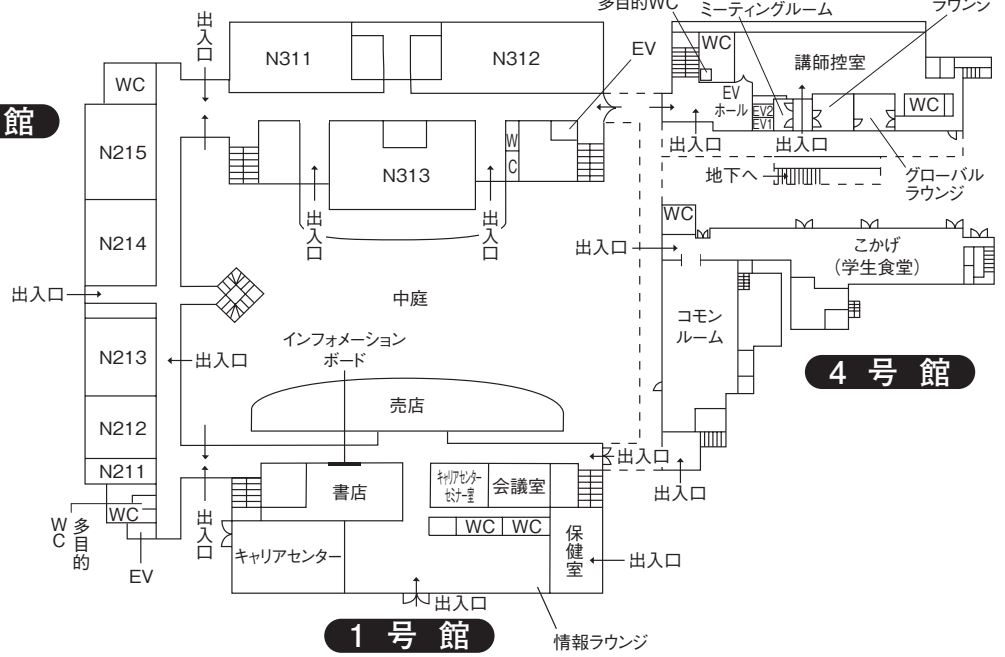 多目的WC
ミーティングルーム
ラウンジ
出入口
N311
N312
EV
WC
講師控室
WC
館
EV
ホール
EV2
EV1
WC
N215
W
C
出入口
出入口
N313
地下へ
グローバル
ラウンジ
N214
出入口
出入口
WC
出入口
こかげ
(学生食堂)
出入口
中庭
コモン
ルーム
インフォメーション
ボード
N213
出入口
4号館
売店
N212
出入口
N211
書店
キャリアセンター
セミナー室
会議室
出入口
WC
多目的
WC
出入口
WC
WC
保健室
出入口
キャリアセンター
EV
出入口
1号館
情報ラウンジ